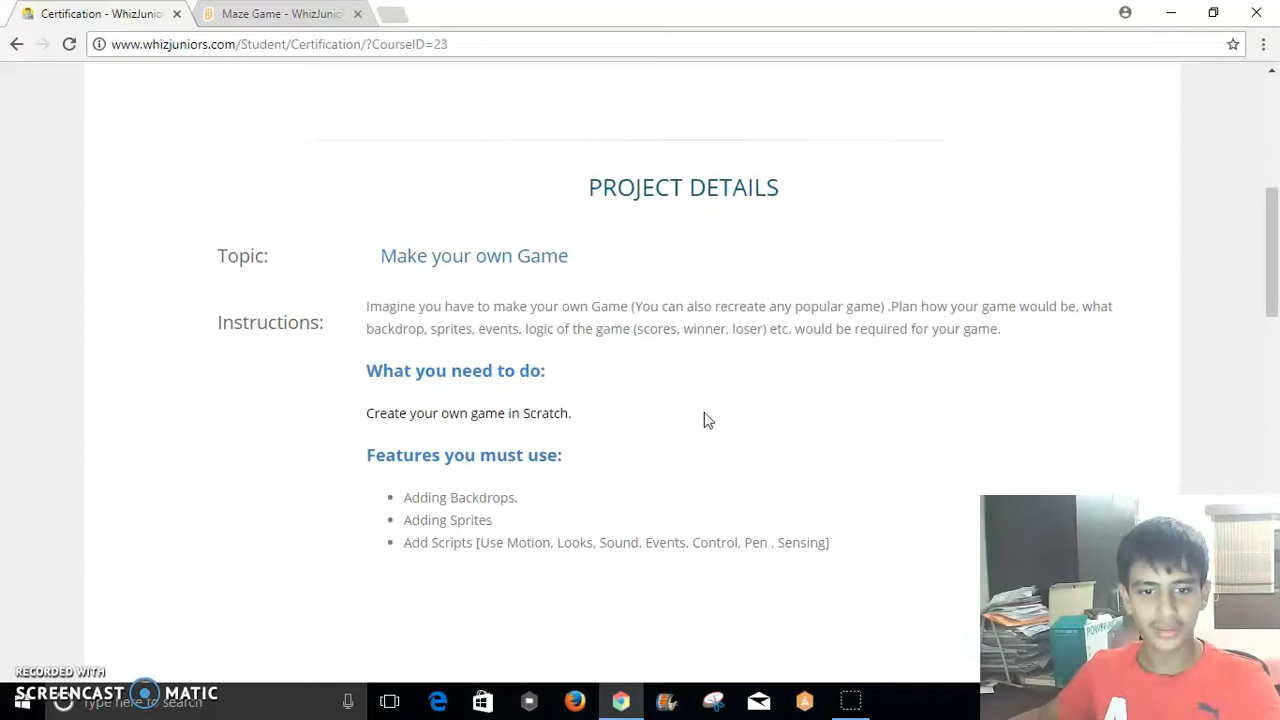 Certification - WhizJunio
Maze Game - WhizJunio
www.whizjuniors.com/Student/Certification/?CourseID=23
PROJECT DETAILS
Topic:
Make your own Game
Instructions:
Imagine you have to make your own Game (You can also recreate any popular game) .Plan how your game would be, what
backdrop, sprites, events, logic of the game (scores, winner, loser) etc. would be required for your game.
What you need to do:
Create your own game in Scratch.
Features you must use:
Adding Backdrops.
Adding Sprites
Add Scripts [Use Motion, Looks, Sound, Events, Control, Pen , Sensing]
RECORDED WITH
SCREENCAST MATIC
Type here to search